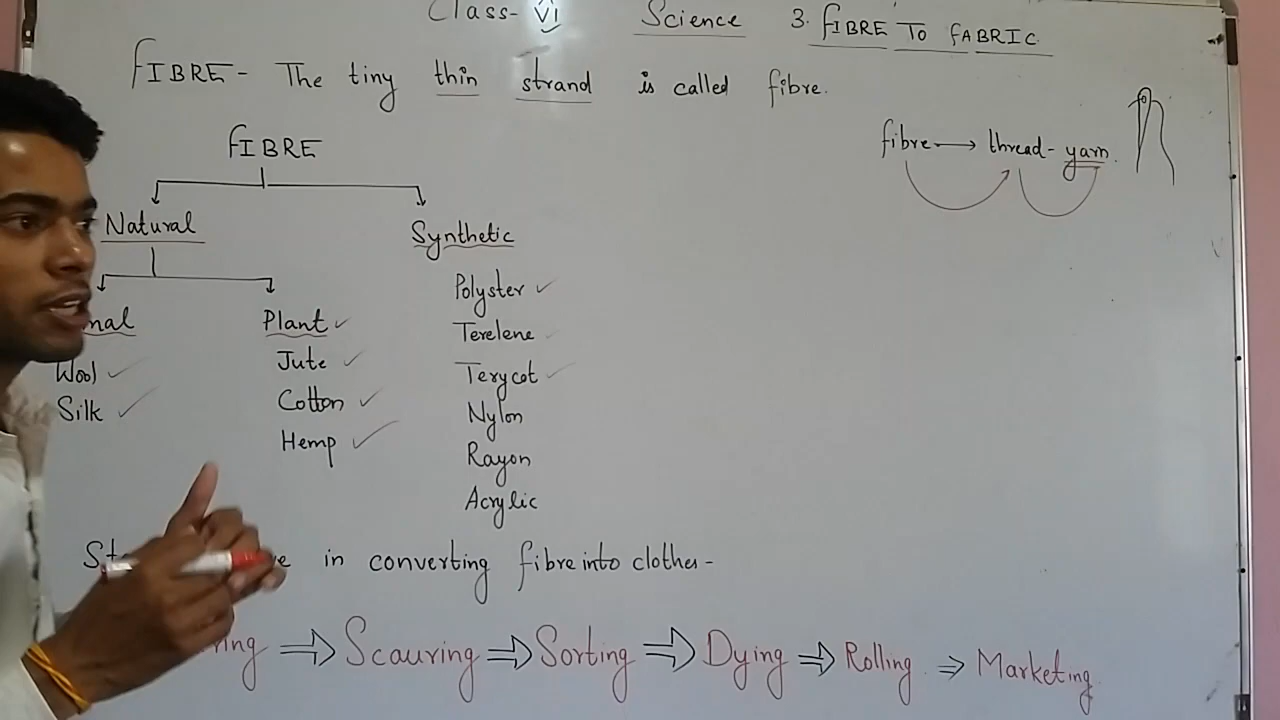 Class- VI Science 3. FIBRE TO FABRIC
FIBRE - The tiny thin strand is called fibre.
fibre → thread - yarn.
FIBRE
Natural Synthetic
Plant
Wool
Silk
Jute
Cotton
Hemp
Polyster
Terelene
Terycot
Nylon
Rayon
Acrylic
in converting fibre into clothes -
⇒ Scauring ⇒ Sorting ⇒ Dying ⇒ Rolling ⇒ Marketing